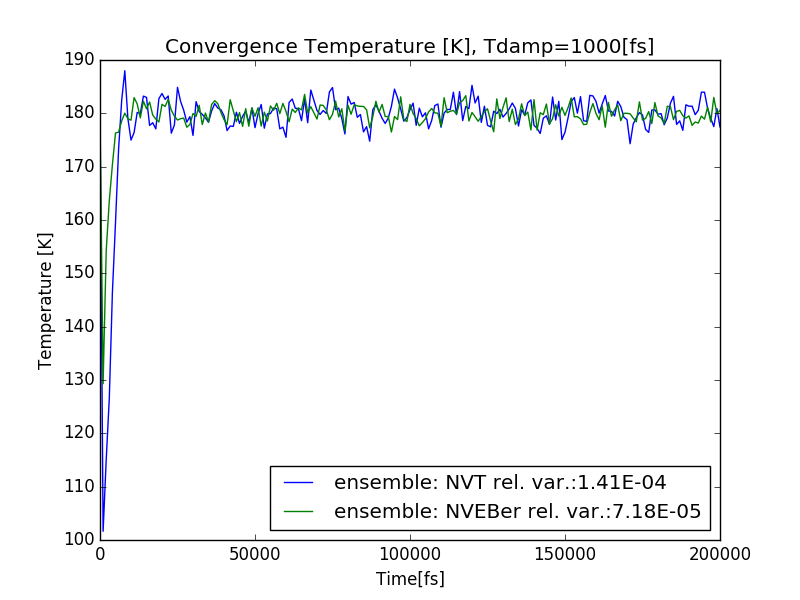 Convergence Temperature [K], Tdamp=1000[fs]
190
180
170
160
150
140
130
120
110
100
Temperature [K]
ensemble: NVT rel. var.:1.41E-04
ensemble: NVEBer rel. var.:7.18E-05
0 50000 100000 150000 200000
Time[fs]